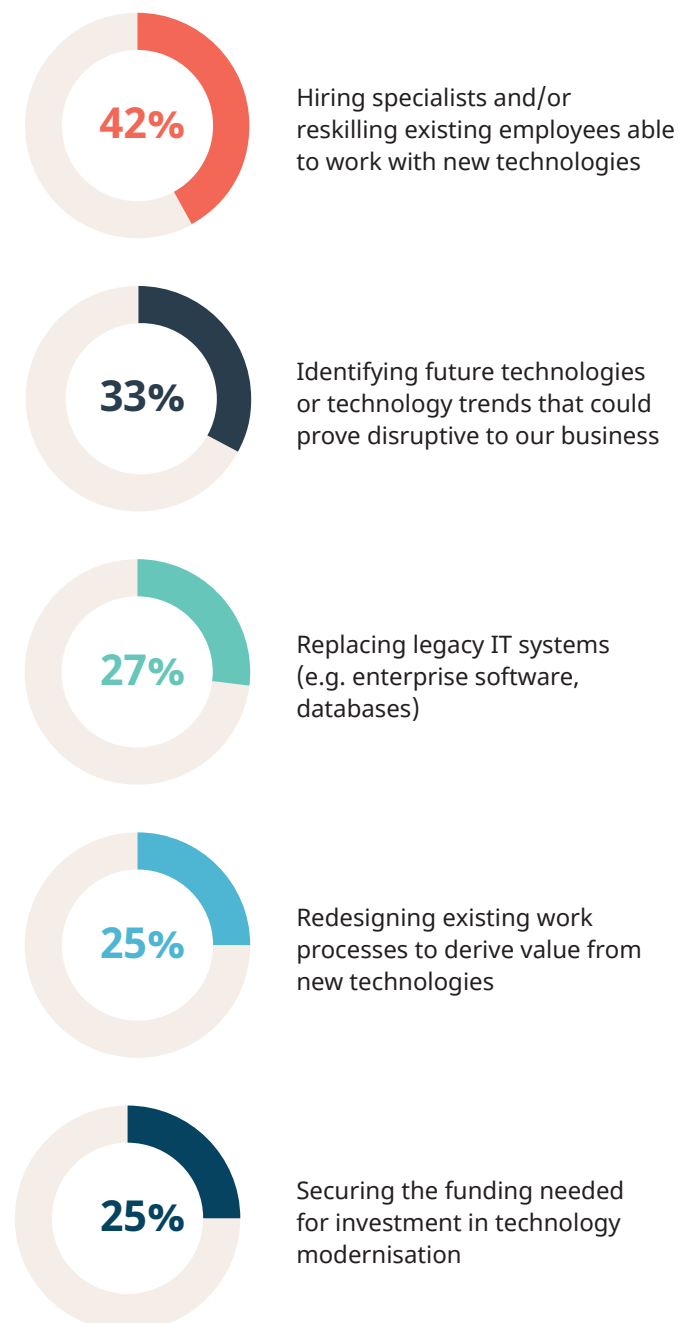 42%
Hiring specialists and/or
reskilling existing employees able
to work with new technologies
33%
Identifying future technologies
or technology trends that could
prove disruptive to our business
27%
Replacing legacy IT systems
(e.g. enterprise software,
databases)
25%
Redesigning existing work
processes to derive value from
new technologies
25%
Securing the funding needed
for investment in technology
modernisation